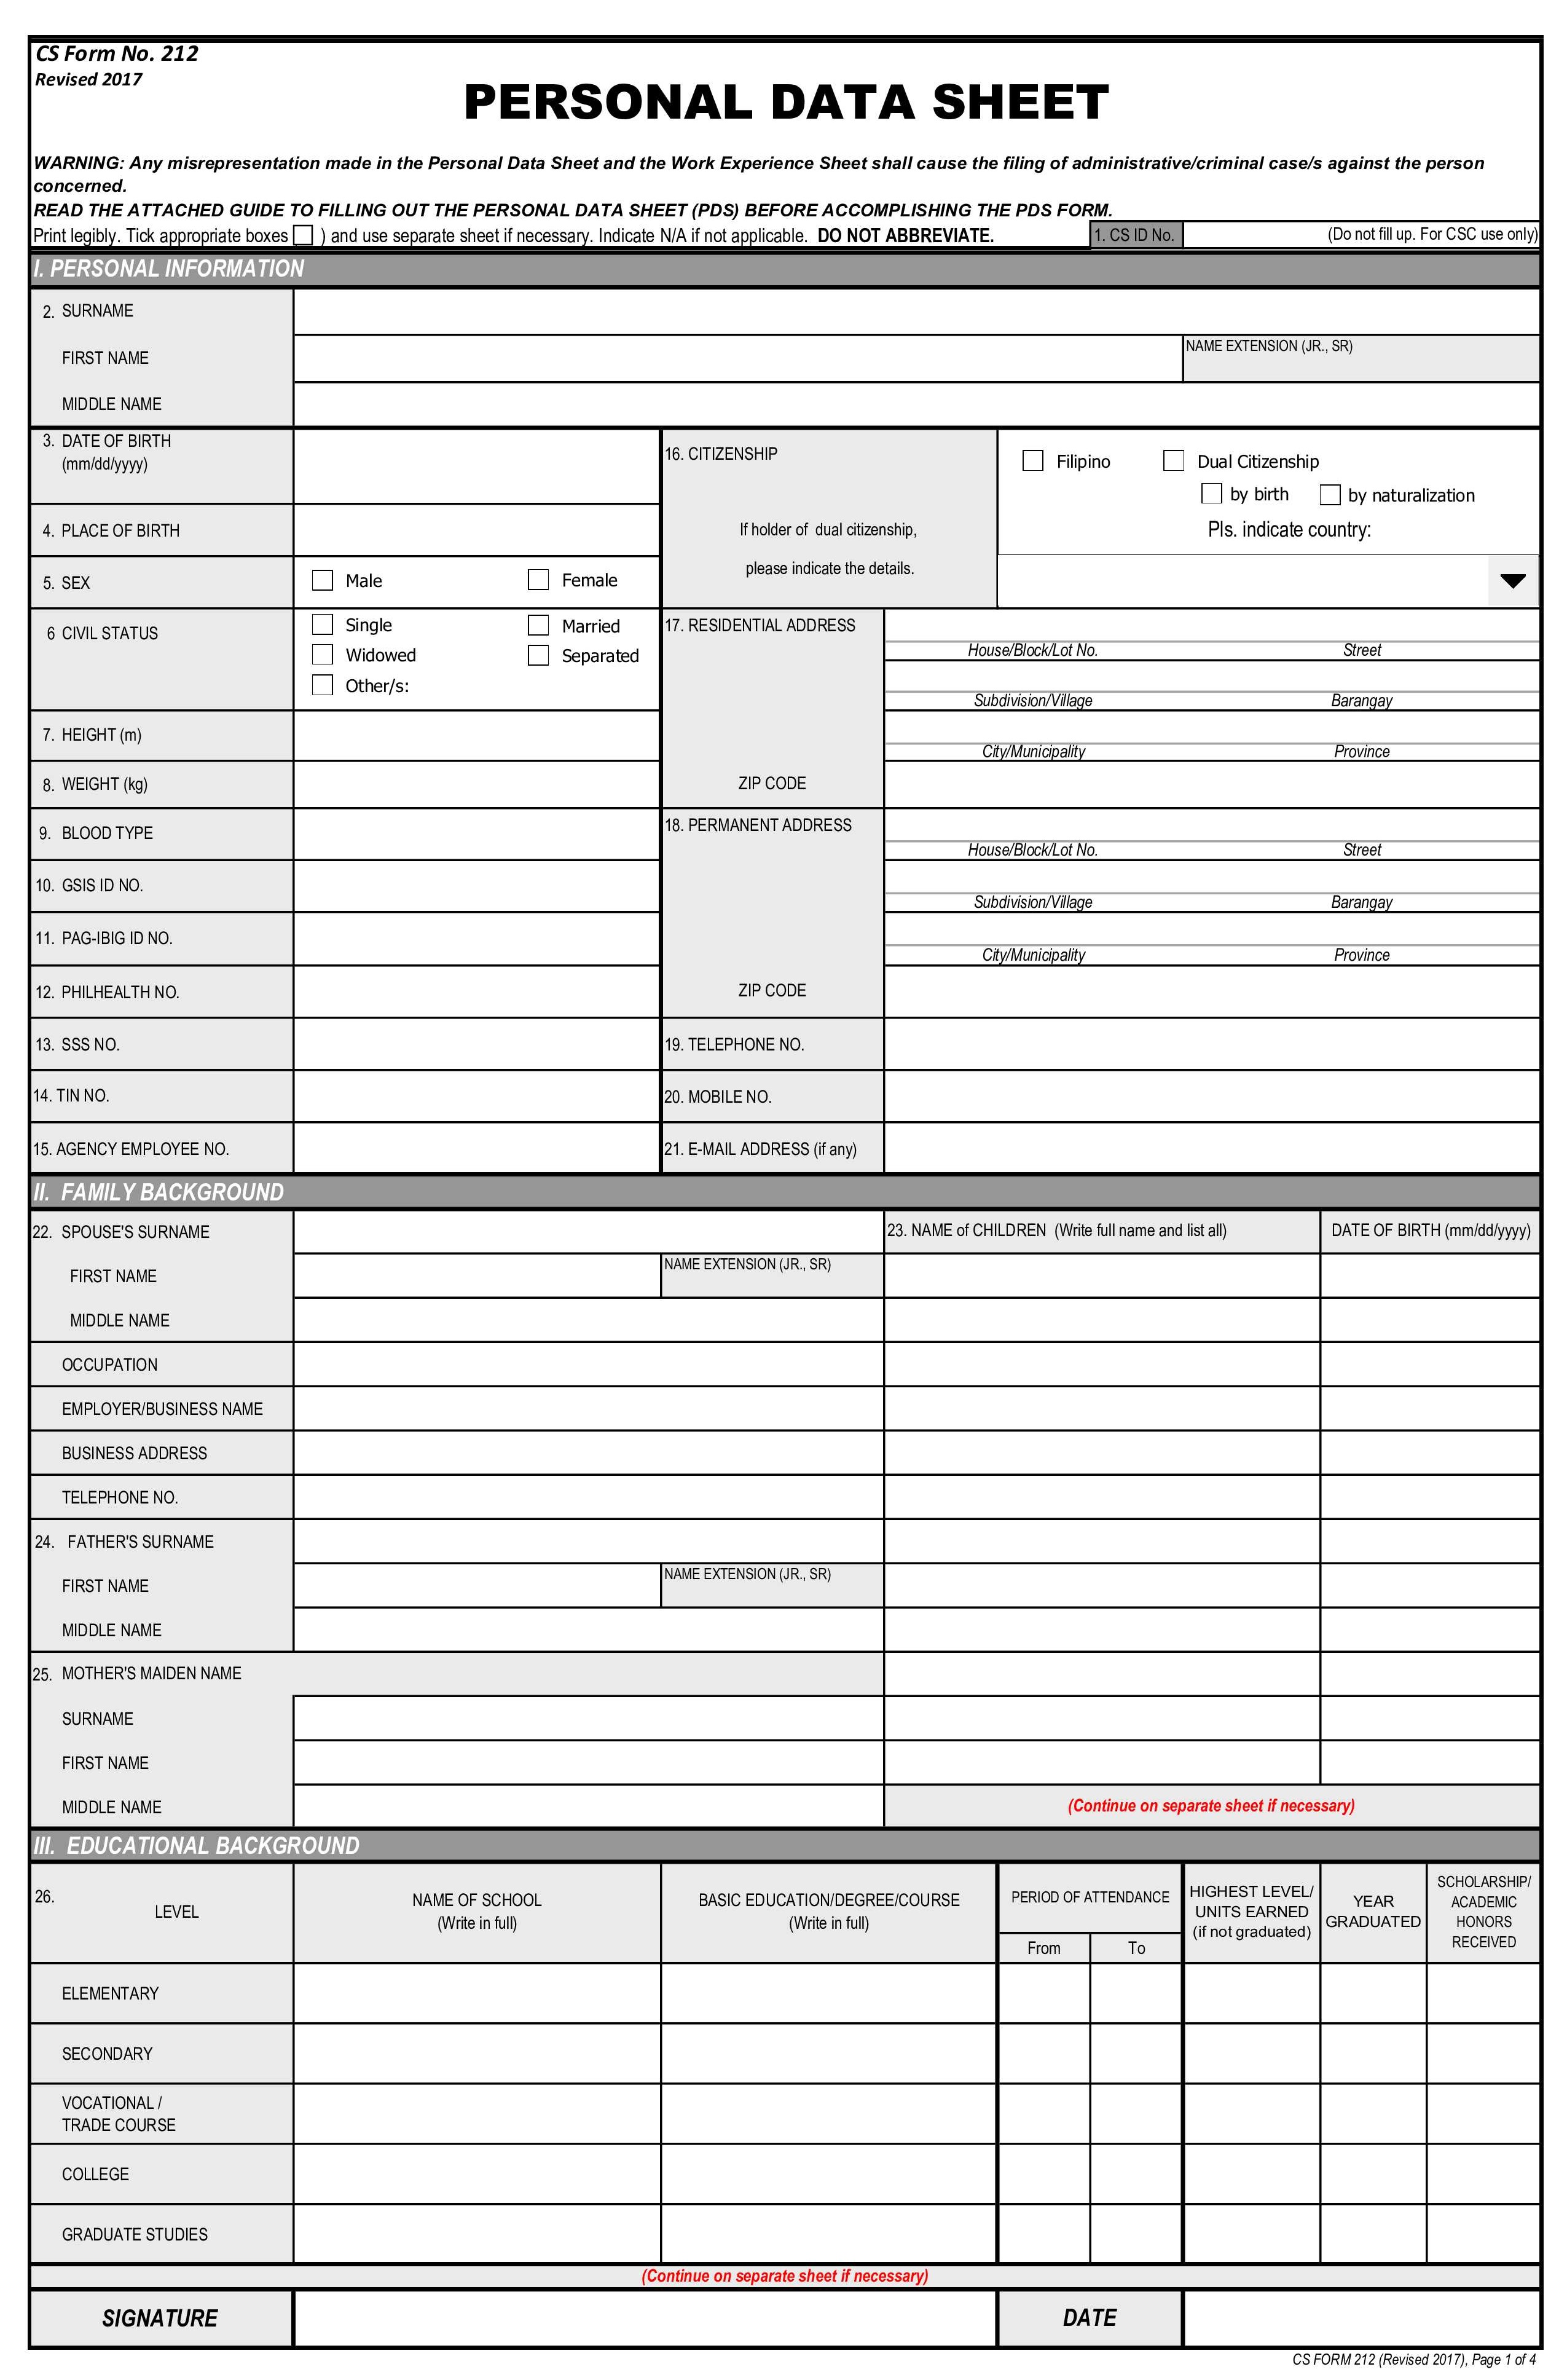 CS Form No. 212
Revised 2017
PERSONAL DATA SHEET
WARNING: Any misrepresentation made in the Personal Data Sheet and the Work Experience Sheet shall cause the filing of administrative/criminal case/s against the person
concerned.
READ THE ATTACHED GUIDE TO FILLING OUT THE PERSONAL DATA SHEET (PDS) BEFORE ACCOMPLISHING THE PDS FORM.
Print legibly. Tick appropriate boxes ) and use separate sheet if necessary. Indicate N/A if not applicable. DO NOT ABBREVIATE.
1. CS ID No.
(Do not fill up. For CSC use only)
I. PERSONAL INFORMATION
2. SURNAME
FIRST NAME
NAME EXTENSION (JR., SR)
MIDDLE NAME
3. DATE OF BIRTH
(mm/dd/yyyy)
4. PLACE OF BIRTH
5. SEX
Male Female
6 CIVIL STATUS
Single Married
Widowed Separated
Other/s:
7. HEIGHT (m)
8. WEIGHT (kg)
9. BLOOD TYPE
10. GSIS ID NO.
11. PAG-IBIG ID NO.
12. PHILHEALTH NO.
13. SSS NO.
14. TIN NO.
15. AGENCY EMPLOYEE NO.
16. CITIZENSHIP
If holder of dual citizenship,
please indicate the details.
Filipino Dual Citizenship
by birth by naturalization
Pls. indicate country:
17. RESIDENTIAL ADDRESS
House/Block/Lot No. Street
Subdivision/Village Barangay
City/Municipality Province
ZIP CODE
18. PERMANENT ADDRESS
House/Block/Lot No. Street
Subdivision/Village Barangay
City/Municipality Province
ZIP CODE
19. TELEPHONE NO.
20. MOBILE NO.
21. E-MAIL ADDRESS (if any)
II. FAMILY BACKGROUND
22. SPOUSE'S SURNAME
FIRST NAME
NAME EXTENSION (JR., SR)
MIDDLE NAME
OCCUPATION
EMPLOYER/BUSINESS NAME
BUSINESS ADDRESS
TELEPHONE NO.
24. FATHER'S SURNAME
FIRST NAME
NAME EXTENSION (JR., SR)
MIDDLE NAME
25. MOTHER'S MAIDEN NAME
SURNAME
FIRST NAME
MIDDLE NAME
23. NAME of CHILDREN (Write full name and list all)
DATE OF BIRTH (mm/dd/yyyy)
(Continue on separate sheet if necessary)
III. EDUCATIONAL BACKGROUND
26.
LEVEL
NAME OF SCHOOL
(Write in full)
BASIC EDUCATION/DEGREE/COURSE
(Write in full)
PERIOD OF ATTENDANCE
From To
HIGHEST LEVEL/
UNITS EARNED
(if not graduated)
YEAR
GRADUATED
SCHOLARSHIP/
ACADEMIC
HONORS
RECEIVED
ELEMENTARY
SECONDARY
VOCATIONAL /
TRADE COURSE
COLLEGE
GRADUATE STUDIES
(Continue on separate sheet if necessary)
SIGNATURE
DATE
CS FORM 212 (Revised 2017), Page 1 of 4